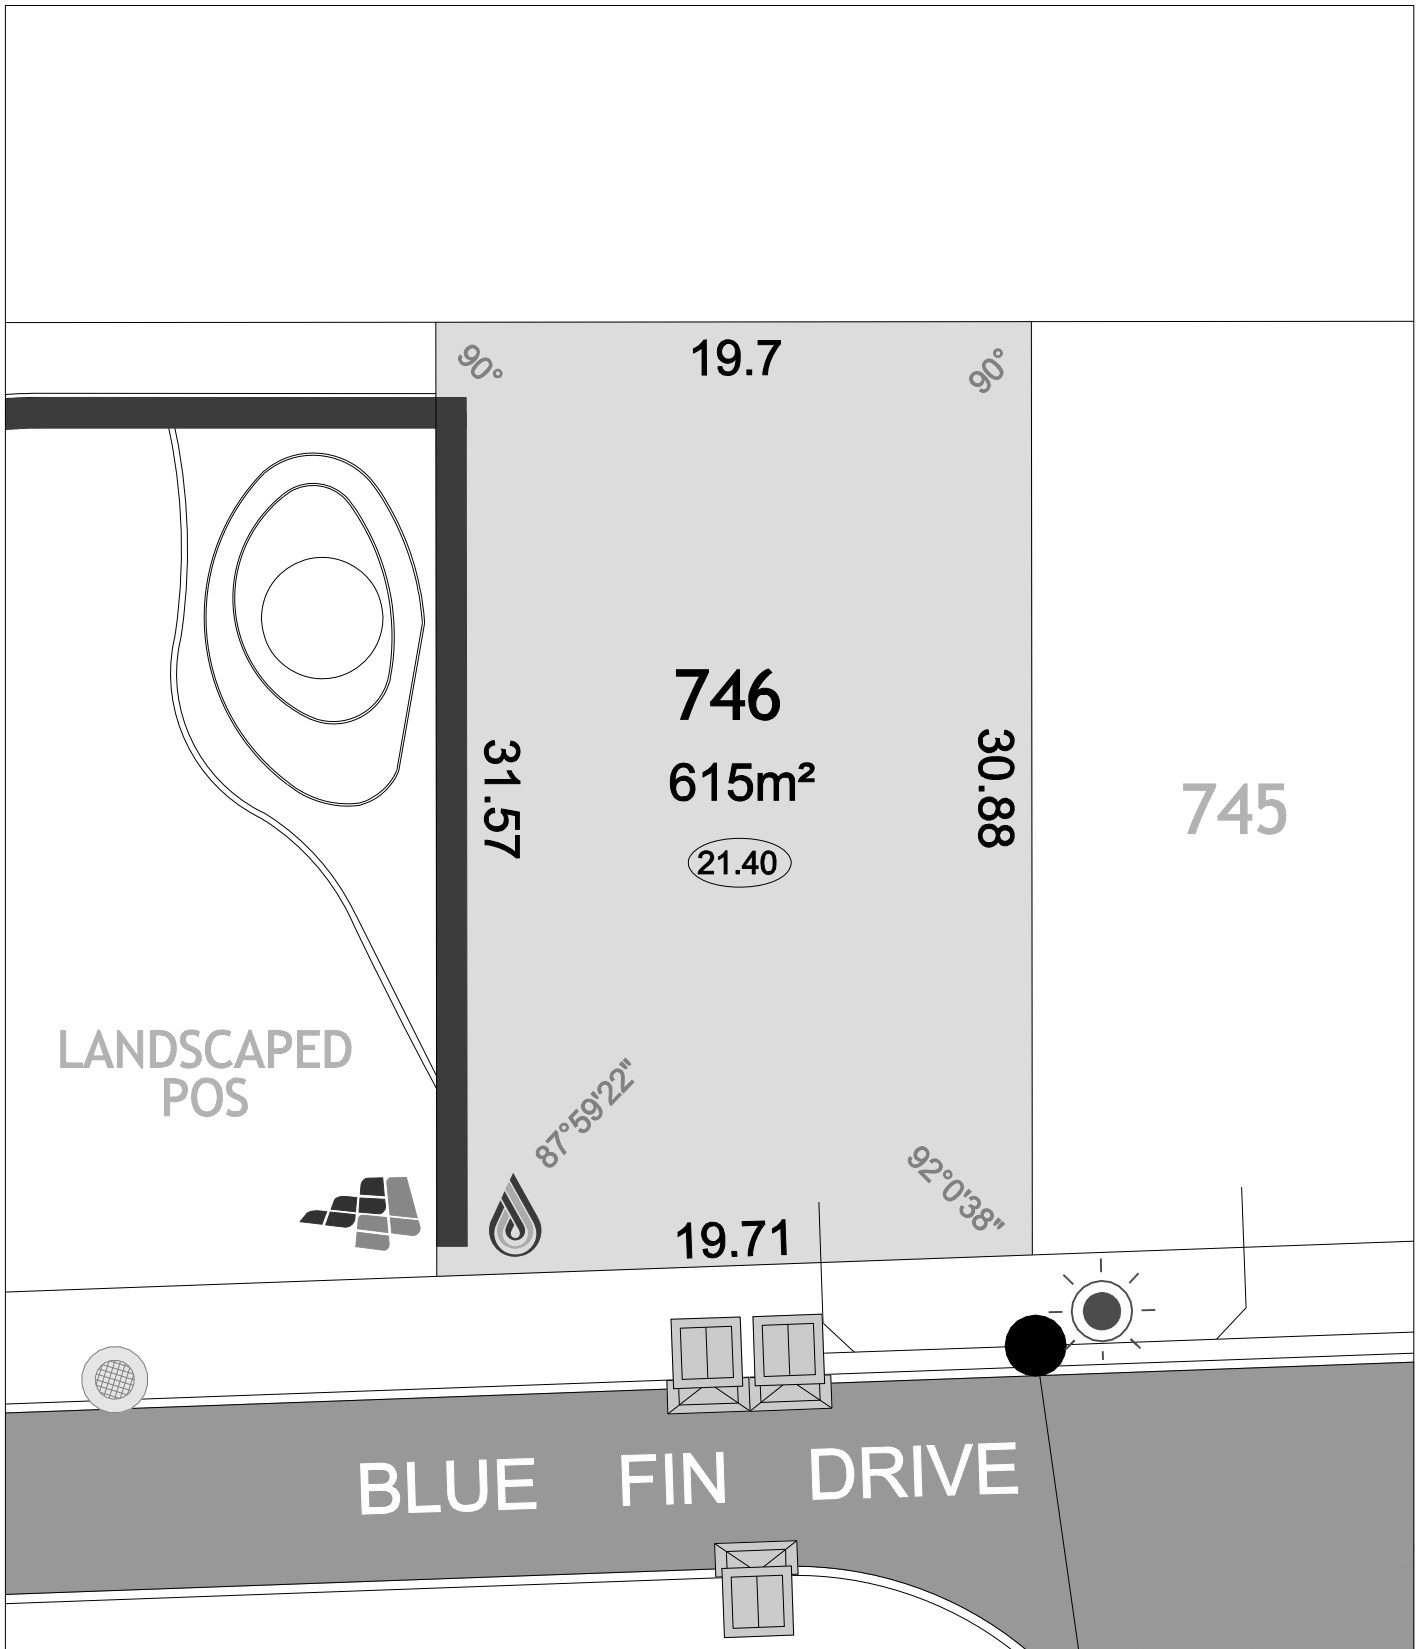 90°
19.7
90°
746
31.57
30.88
615m²
745
21.40
LANDSCAPED
POS
87°59'22"
92°0'38"
19.71
BLUE FIN DRIVE